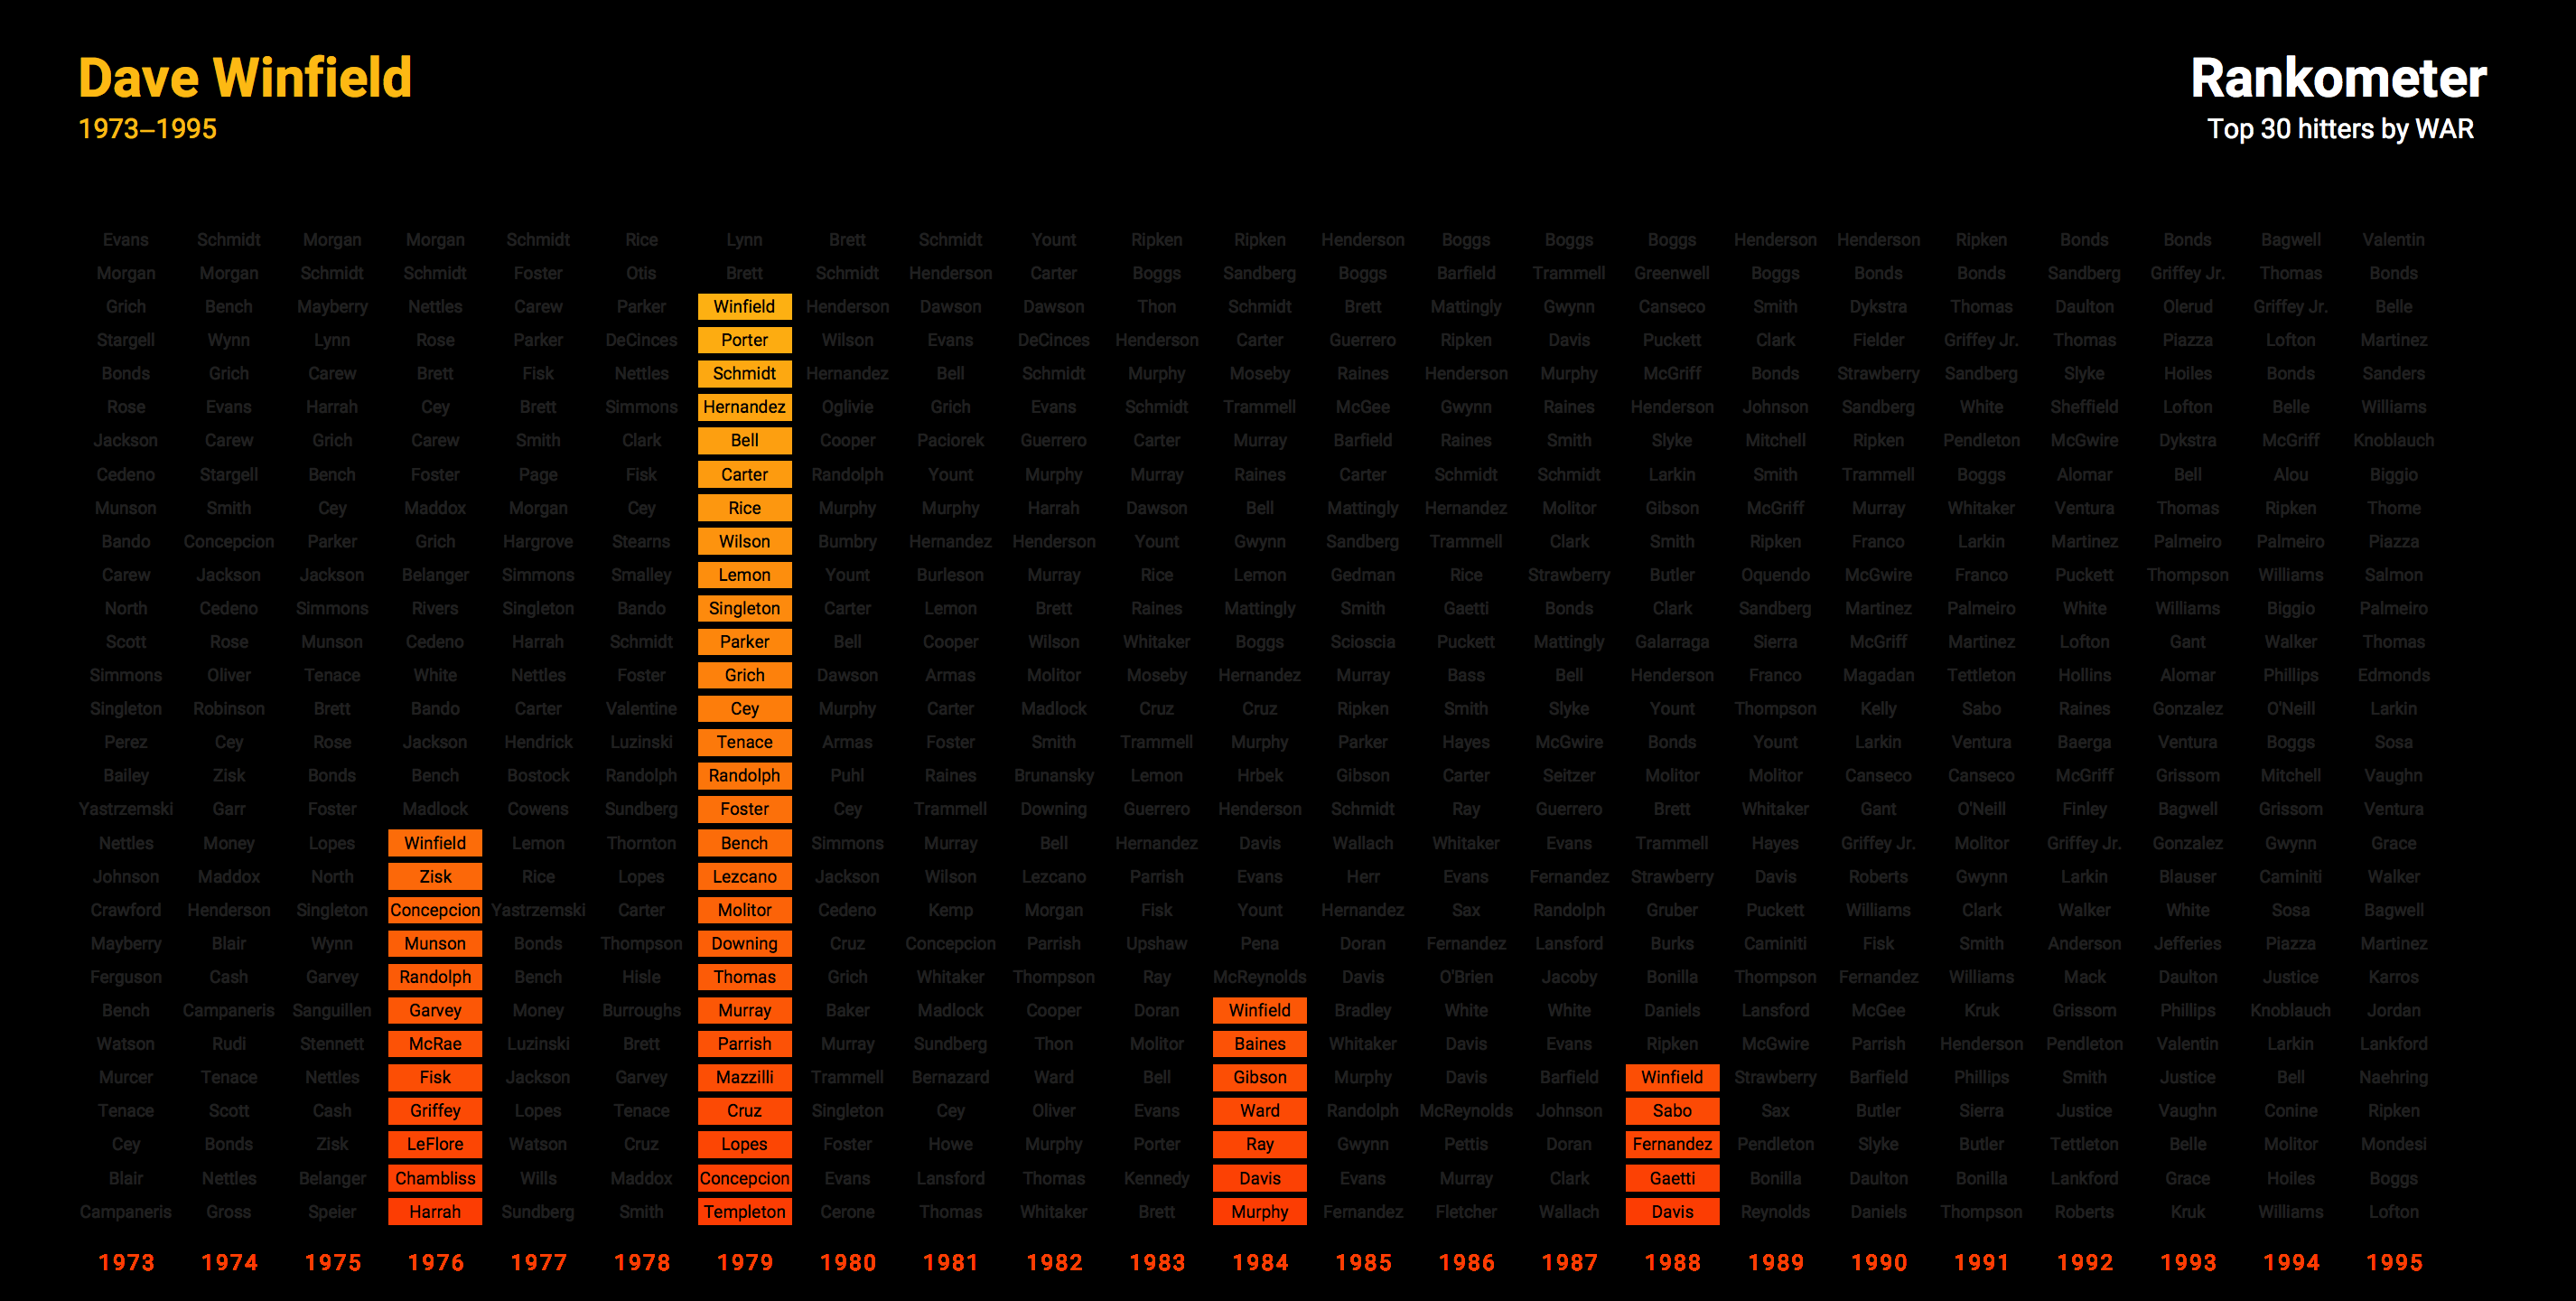 Dave Winfield
1973–1995
Rankometer
Top 30 hitters by WAR
Evans Schmidt Morgan Morgan Schmidt Rice Lynn Brett Schmidt Yount Ripken Ripken Henderson Boggs Boggs Boggs Henderson Henderson Ripken Bonds Bonds Bagwell Valentin
Morgan Morgan Schmidt Schmidt Foster Otis Brett Schmidt Henderson Carter Boggs Sandberg Boggs Barfield Trammell Greenwell Boggs Bonds Bonds Sandberg Griffey Jr. Thomas Bonds
Grich Bench Mayberry Nettles Carew Parker Winfield Henderson Dawson Dawson Thon Schmidt Brett Mattingly Gwynn Canseco Smith Dykstra Thomas Daulton Olerud Griffey Jr. Belle
Stargell Wynn Lynn Rose Parker DeCinces Porter Wilson Evans DeCinces Henderson Carter Guerrero Ripken Davis Puckett Clark Fielder Griffey Jr. Thomas Piazza Lofton Martinez
Bonds Grich Carew Brett Fisk Nettles Schmidt Hernandez Bell Schmidt Murphy Moseby Raines Henderson Murphy McGriff Bonds Strawberry Sandberg Slyke Hoiles Bonds Sanders
Rose Evans Harrah Cey Brett Simmons Hernandez Oglivie Grich Evans Schmidt Trammell McGee Gwynn Raines Henderson Johnson Sandberg White Sheffield Lofton Belle Williams
Jackson Carew Grich Carew Smith Clark Bell Cooper Paciorek Guerrero Carter Murray Barfield Raines Smith Slyke Mitchell Ripken Pendleton McGwire Dykstra McGriff Knoblauch
Cedeno Stargell Bench Foster Page Fisk Carter Randolph Yount Murphy Murray Raines Carter Schmidt Schmidt Larkin Smith Trammell Boggs Alomar Bell Alou Biggio
Munson Smith Cey Maddox Morgan Cey Rice Murphy Murphy Harrah Dawson Bell Mattingly Hernandez Molitor Gibson McGriff Murray Whitaker Ventura Thomas Ripken Thome
Bando Concepcion Parker Grich Hargrove Stearns Wilson Bumbry Hernandez Henderson Yount Gwynn Sandberg Trammell Clark Smith Ripken Franco Larkin Martinez Palmeiro Palmeiro Piazza
Carew Jackson Jackson Belanger Simmons Smalley Lemon Yount Burleson Murray Rice Lemon Gedman Rice Strawberry Butler Oquendo McGwire Franco Puckett Thompson Williams Salmon
North Cedeno Simmons Rivers Singleton Bando Singleton Carter Lemon Brett Raines Mattingly Smith Gaetti Bonds Clark Sandberg Martinez Palmeiro White Williams Biggio Palmeiro
Scott Rose Munson Cedeno Harrah Schmidt Parker Bell Cooper Wilson Whitaker Boggs Scioscia Puckett Mattingly Galarraga Sierra McGriff Martinez Lofton Gant Walker Thomas
Simmons Oliver Tenace White Nettles Foster Grich Dawson Armas Molitor Moseby Hernandez Murray Bass Bell Henderson Franco Magadan Tettleton Hollins Alomar Phillips Edmonds
Singleton Robinson Brett Bando Carter Valentine Cey Murphy Carter Madlock Cruz Cruz Ripken Smith Slyke Yount Thompson Kelly Sabo Raines Gonzalez O'Neill Larkin
Perez Cey Rose Jackson Hendrick Luzinski Tenace Armas Foster Smith Trammell Murphy Parker Hayes McGwire Bonds Yount Larkin Ventura Baerga Ventura Boggs Sosa
Bailey Zisk Bonds Bench Bostock Randolph Randolph Puhl Raines Brunansky Lemon Hrbek Gibson Carter Seitzer Molitor Molitor Canseco Canseco McGriff Grissom Mitchell Vaughn
Yastrzemski Garr Foster Madlock Cowens Sundberg Foster Cey Trammell Downing Guerrero Henderson Schmidt Ray Guerrero Brett Whitaker Gant O'Neill Finley Bagwell Grissom Ventura
Nettles Money Lopes Winfield Lemon Thornton Bench Simmons Murray Bell Hernandez Davis Wallach Whitaker Evans Trammell Hayes Griffey Jr. Molitor Griffey Jr. Gonzalez Gwynn Grace
Johnson Maddox North Zisk Rice Lopes Lezcano Jackson Wilson Lezcano Parrish Evans Herr Evans Fernandez Strawberry Davis Roberts Gwynn Larkin Blauser Caminiti Walker
Crawford Henderson Singleton Concepcion Yastrzemski Carter Molitor Cedeno Kemp Morgan Fisk Yount Hernandez Sax Randolph Gruber Puckett Williams Clark Walker White Sosa Bagwell
Mayberry Blair Wynn Munson Bonds Thompson Downing Cruz Concepcion Parrish Upshaw Pena Doran Fernandez Lansford Burks Caminiti Fisk Smith Anderson Jefferies Piazza Martinez
Ferguson Cash Garvey Randolph Bench Hisle Thomas Grich Whitaker Thompson Ray McReynolds Davis O'Brien Jacoby Bonilla Thompson Fernandez Williams Mack Daulton Justice Karros
Bench Campaneris Sanguillen Garvey Money Burroughs Murray Baker Madlock Cooper Doran Winfield Bradley White White Daniels Lansford McGee Kruk Grissom Phillips Knoblauch Jordan
Watson Rudi Stennett McRae Luzinski Brett Parrish Murray Sundberg Thon Molitor Baines Whitaker Davis Evans Ripken McGwire Parrish Henderson Pendleton Valentin Larkin Lankford
Murcer Tenace Nettles Fisk Jackson Garvey Mazzilli Trammell Bernazard Ward Bell Gibson Murphy Davis Barfield Winfield Strawberry Barfield Phillips Smith Justice Bell Naehring
Tenace Scott Cash Griffey Lopes Tenace Cruz Singleton Cey Oliver Evans Ward Randolph McReynolds Johnson Sabo Sax Butler Sierra Justice Vaughn Conine Ripken
Cey Bonds Zisk LeFlore Watson Cruz Lopes Foster Howe Murphy Porter Ray Gwynn Pettis Doran Fernandez Pendleton Slyke Butler Tettleton Belle Molitor Mondesi
Blair Nettles Belanger Chambliss Wills Maddox Concepcion Evans Lansford Thomas Kennedy Davis Evans Murray Clark Gaetti Bonilla Daulton Bonilla Lankford Grace Hoiles Boggs
Campaneris Gross Speier Harrah Sundberg Smith Templeton Cerone Thomas Whitaker Brett Murphy Fernandez Fletcher Wallach Davis Reynolds Daniels Thompson Roberts Kruk Williams Lofton
1973 1974 1975 1976 1977 1978 1979 1980 1981 1982 1983 1984 1985 1986 1987 1988 1989 1990 1991 1992 1993 1994 1995